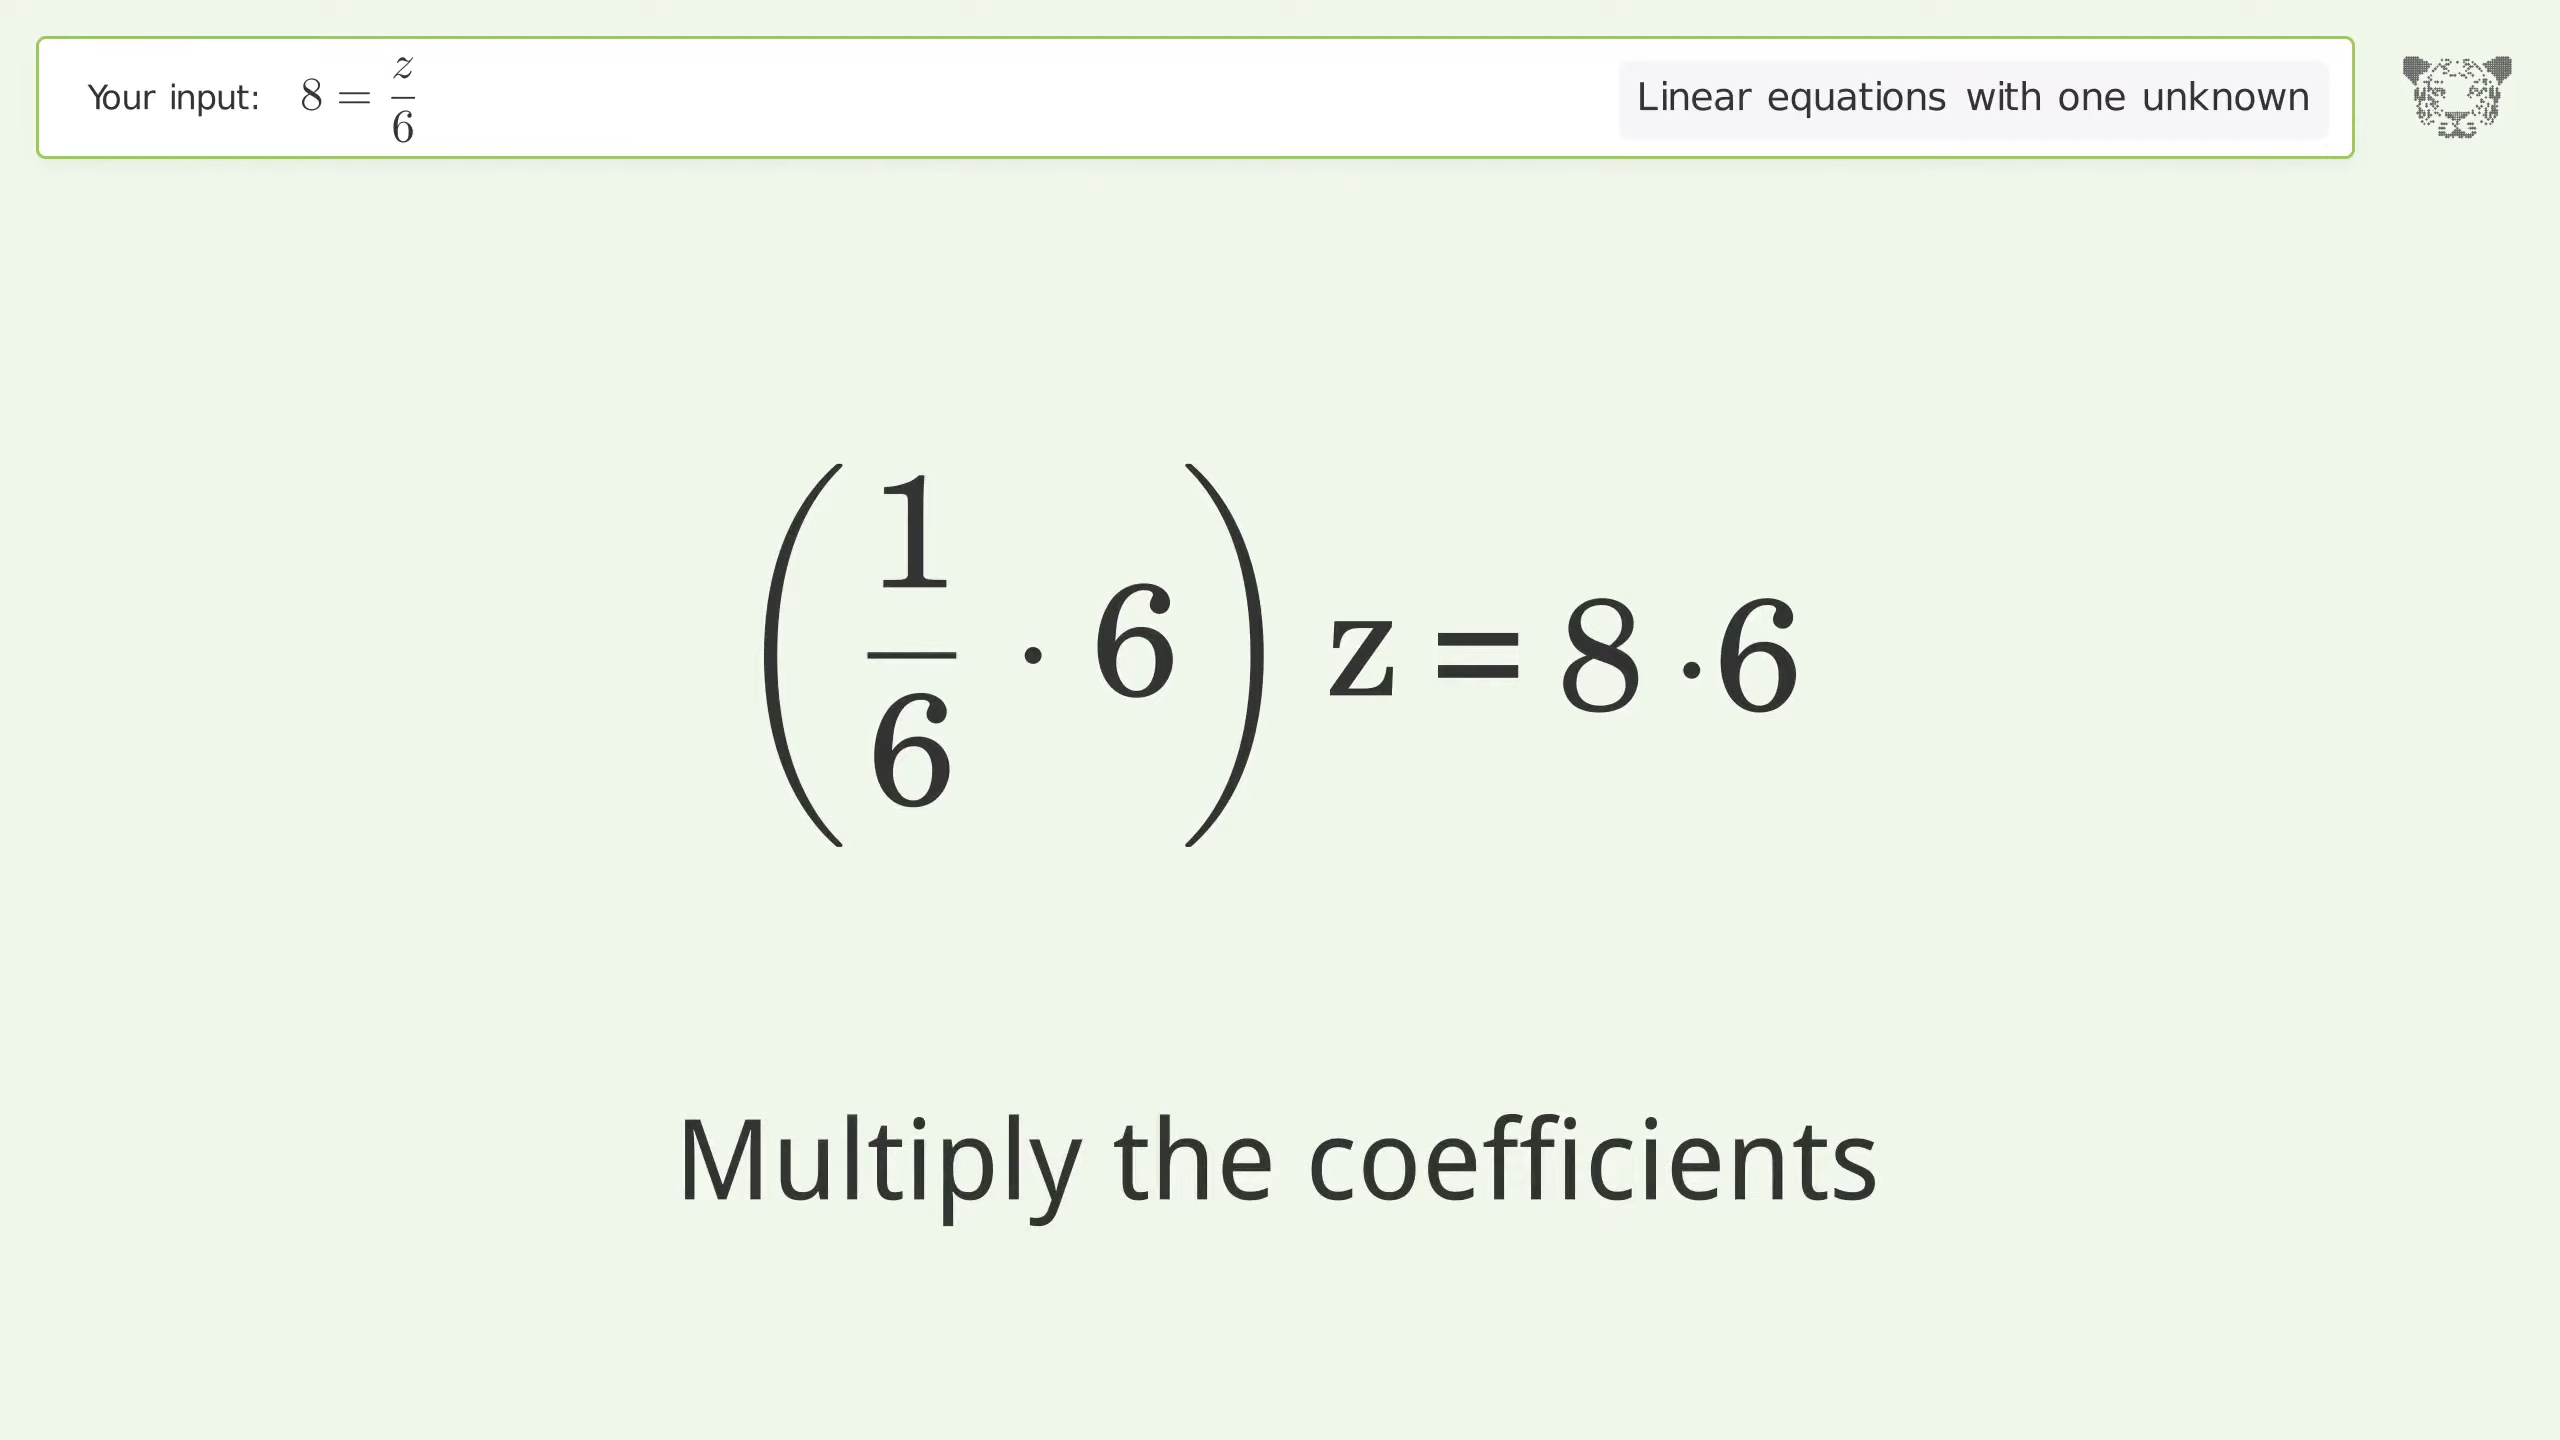 Your input: 8 = z/6
Linear equations with one unknown
(1/6 · 6) z = 8 · 6
Multiply the coefficients